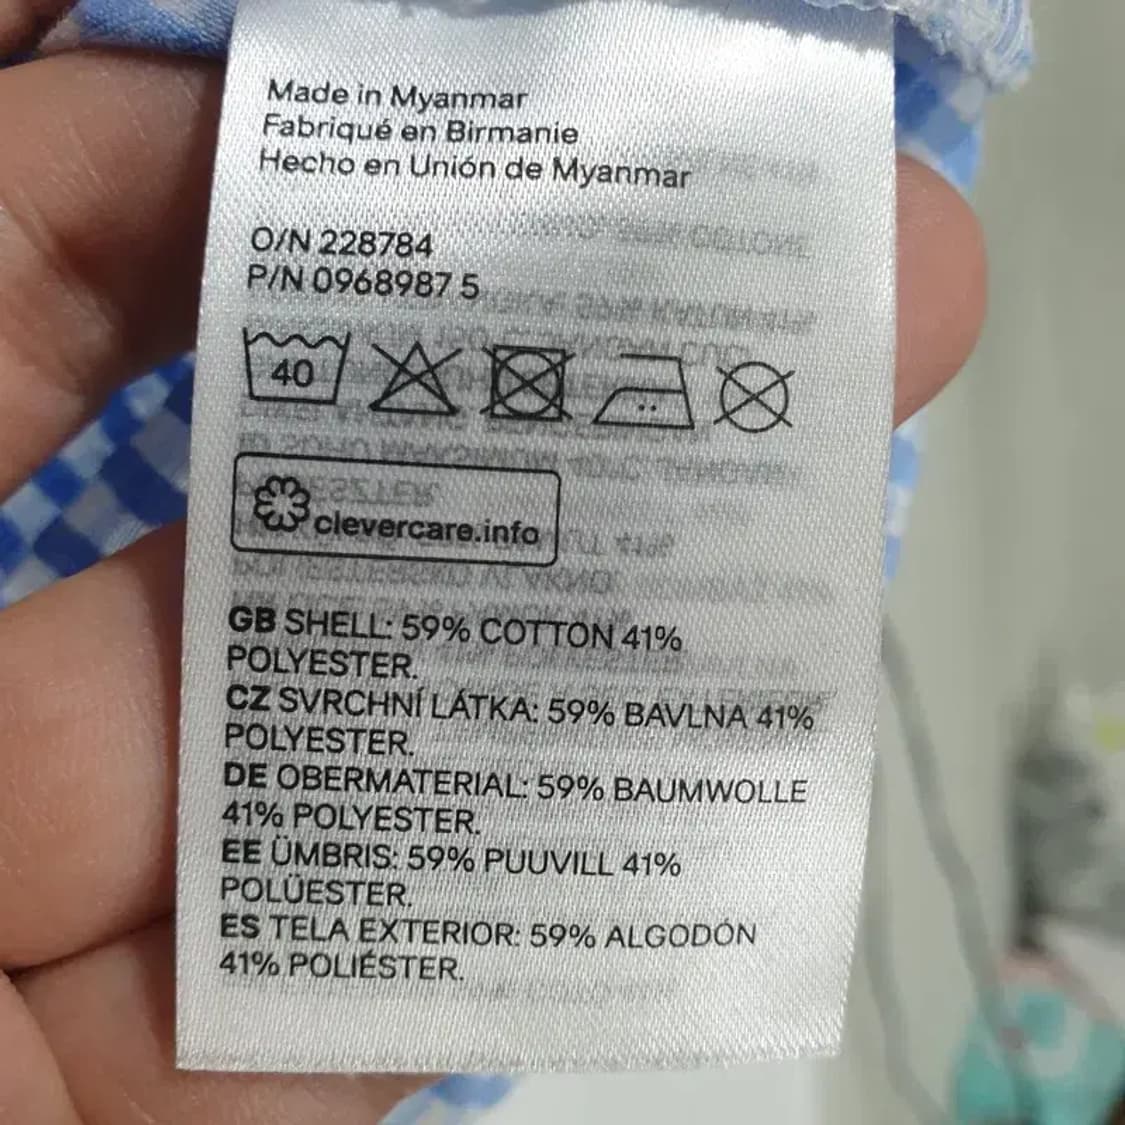 Made in Myanmar
Fabriqué en Birmanie
Hecho en Unión de Myanmar
O/N 228784
P/N 0968987 5
40
clevercare.info
GB SHELL: 59% COTTON 41%
POLYESTER.
CZ SVRCHNÍ LÁTKA: 59% BAVLNA 41%
POLYESTER.
DE OBERMATERIAL: 59% BAUMWOLLE
41% POLYESTER.
EE ÜMBRIS: 59% PUUVILL 41%
POLÜESTER.
ES TELA EXTERIOR: 59% ALGODÓN
41% POLIÉSTER.